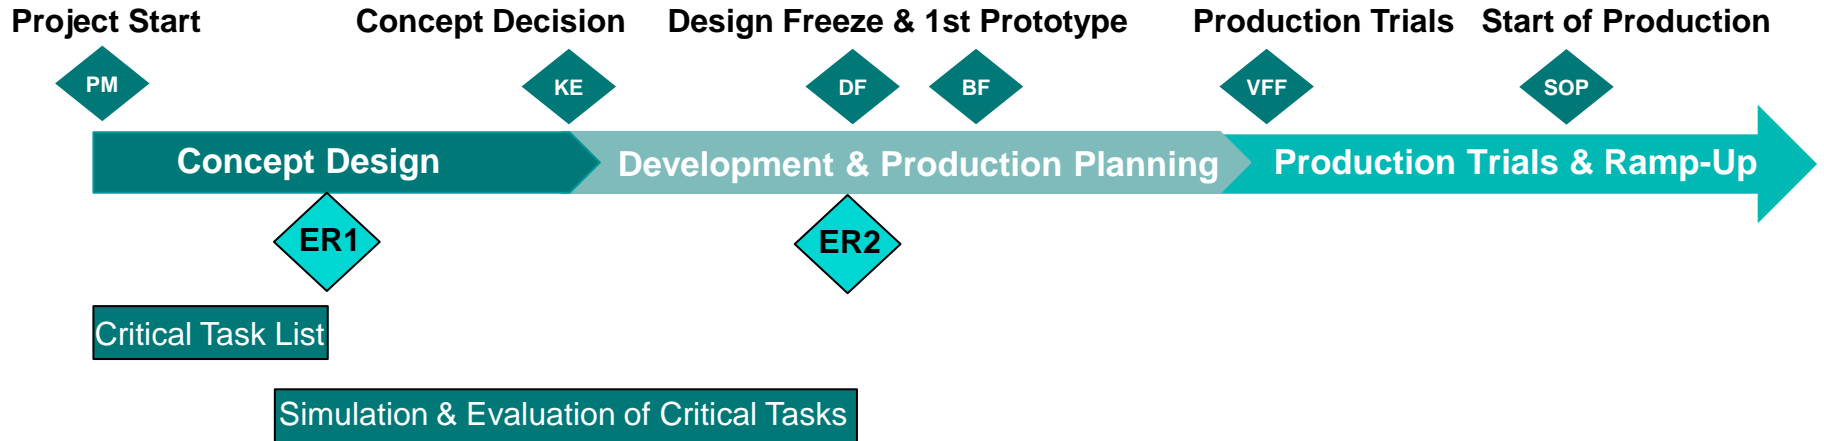 Project Start
Concept Decision
Design Freeze & 1st Prototype
Production Trials
Start of Production
PM
KE
DF
BF
VFF
SOP
Concept Design
Development & Production Planning
Production Trials & Ramp-Up
ER1
ER2
Critical Task List
Simulation & Evaluation of Critical Tasks